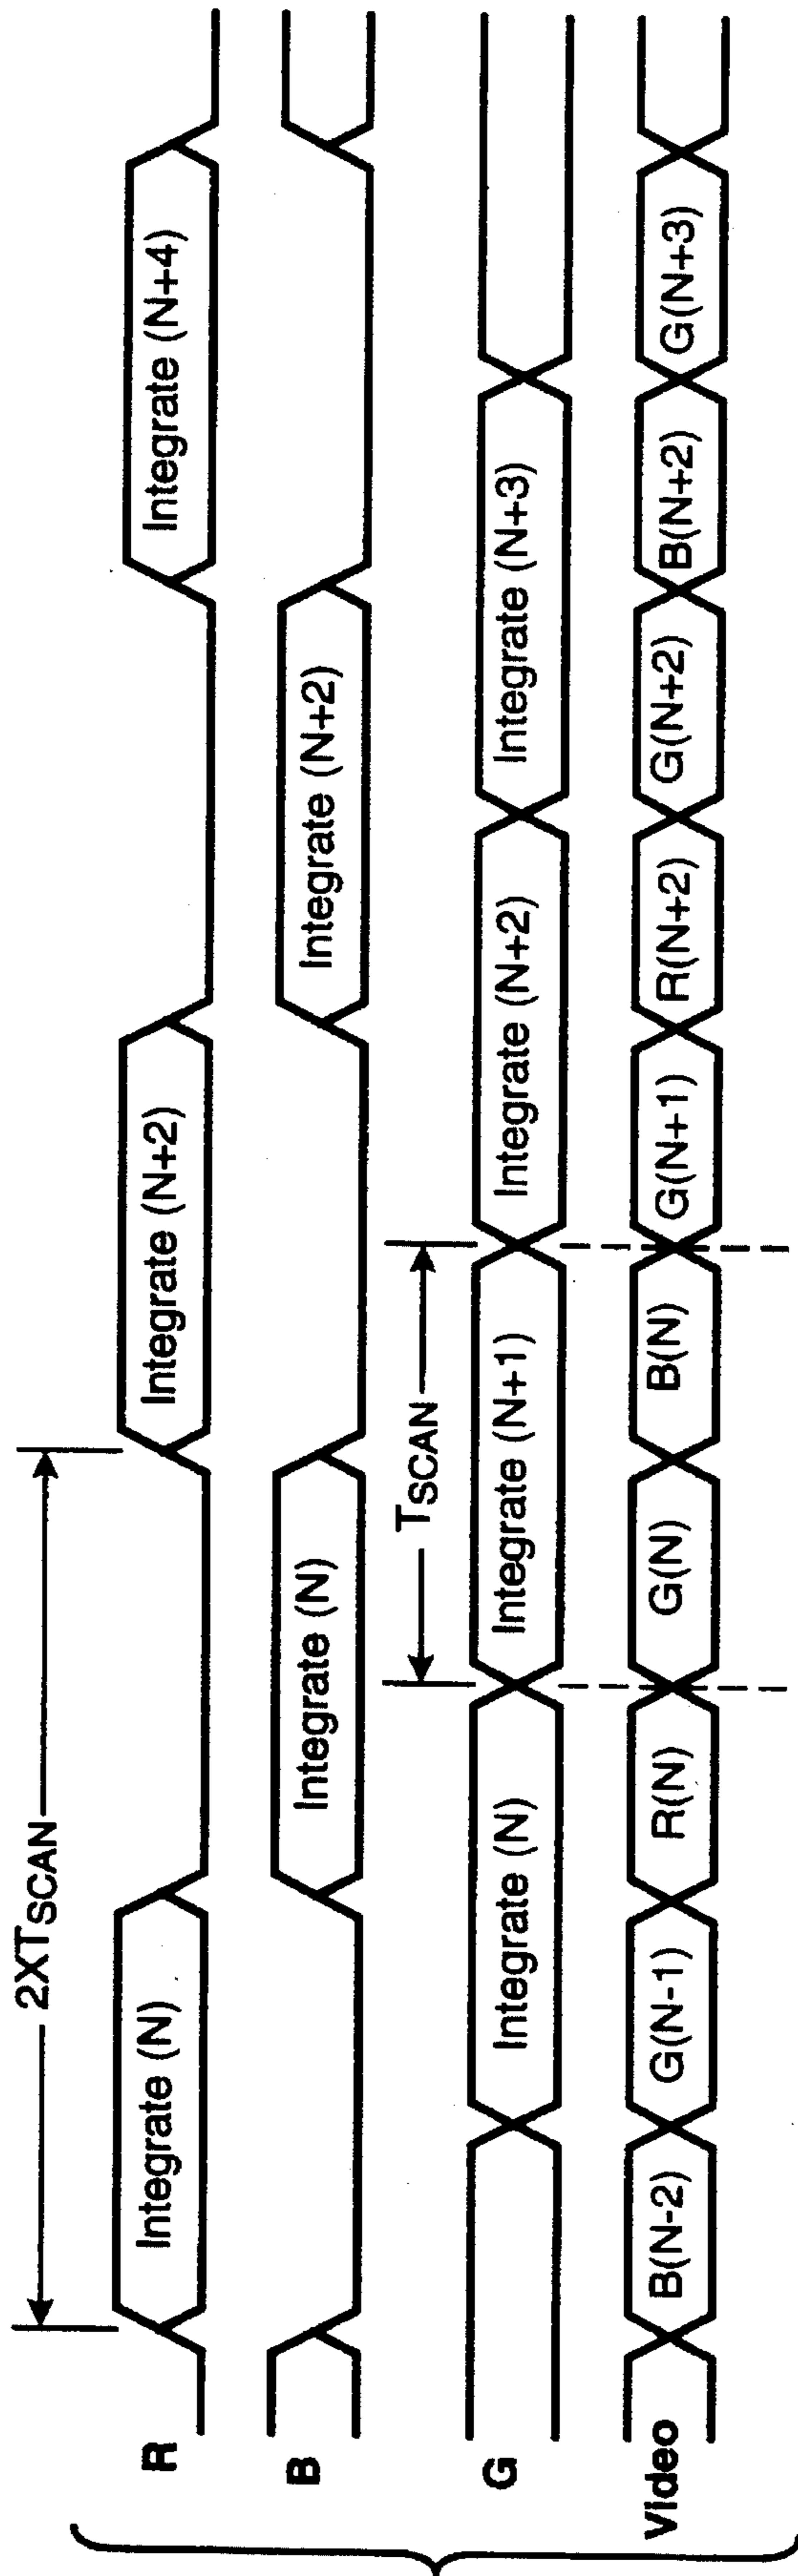 2XTSCAN
R
Integrate (N)
Integrate (N+2)
Integrate (N+4)
B
Integrate (N)
Integrate (N+2)
TSCAN
G
Integrate (N)
Integrate (N+1)
Integrate (N+2)
Integrate (N+3)
Video
B(N-2)
G(N-1)
R(N)
G(N)
B(N)
G(N+1)
R(N+2)
G(N+2)
B(N+2)
G(N+3)